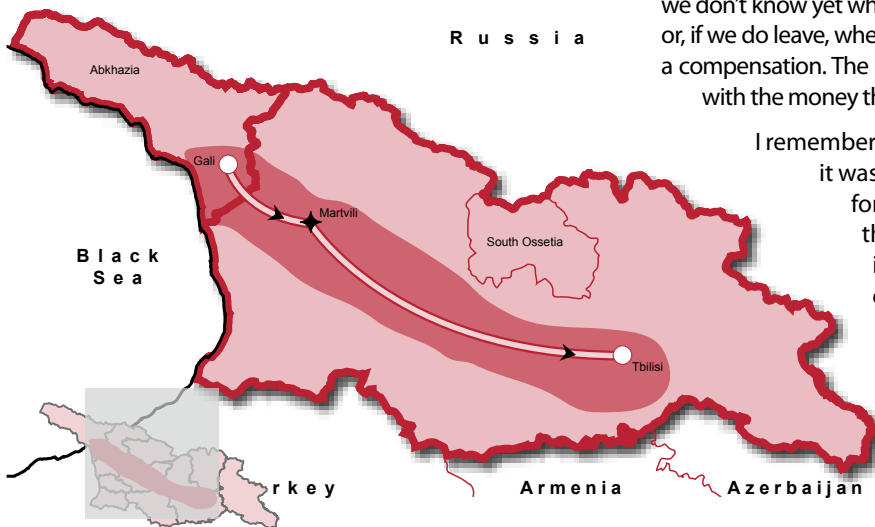 we don't know yet wh
or, if we do leave, whe
a compensation. The
with the money th
I remember
it was
for
th
i
Russia
Abkhazia
Gali
Martvili
South Ossetia
Black
Sea
Tbilisi
rkey
Armenia
Azerbaijan